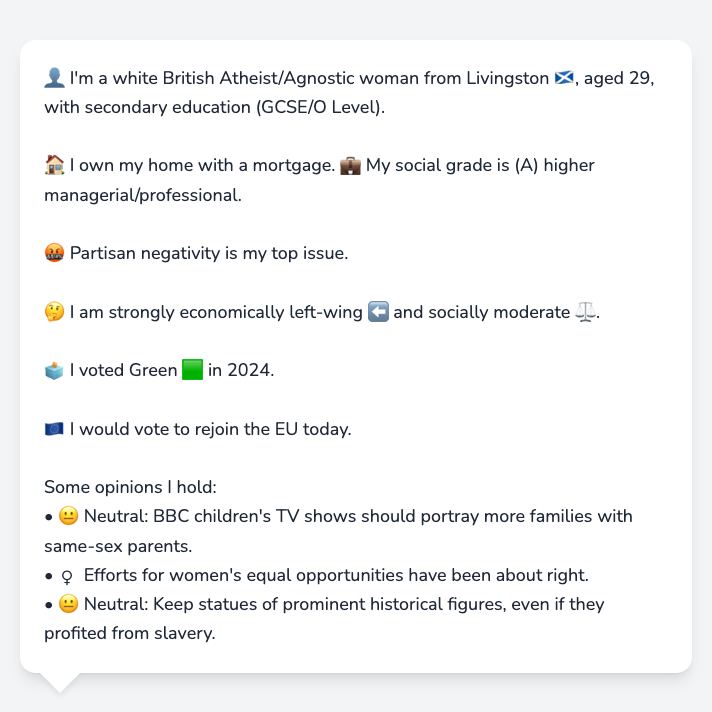 👤 I'm a white British Atheist/Agnostic woman from Livingston 🏴󠁧󠁢󠁳󠁣󠁴󠁿, aged 29,
with secondary education (GCSE/O Level).
🏠 I own my home with a mortgage. 💼 My social grade is (A) higher
managerial/professional.
🤬 Partisan negativity is my top issue.
🤔 I am strongly economically left-wing ⬅️ and socially moderate ⚖️.
🗳️ I voted Green 🟩 in 2024.
🇪🇺 I would vote to rejoin the EU today.
Some opinions I hold:
• 😐 Neutral: BBC children's TV shows should portray more families with
same-sex parents.
• ♀ Efforts for women's equal opportunities have been about right.
• 😐 Neutral: Keep statues of prominent historical figures, even if they
profited from slavery.